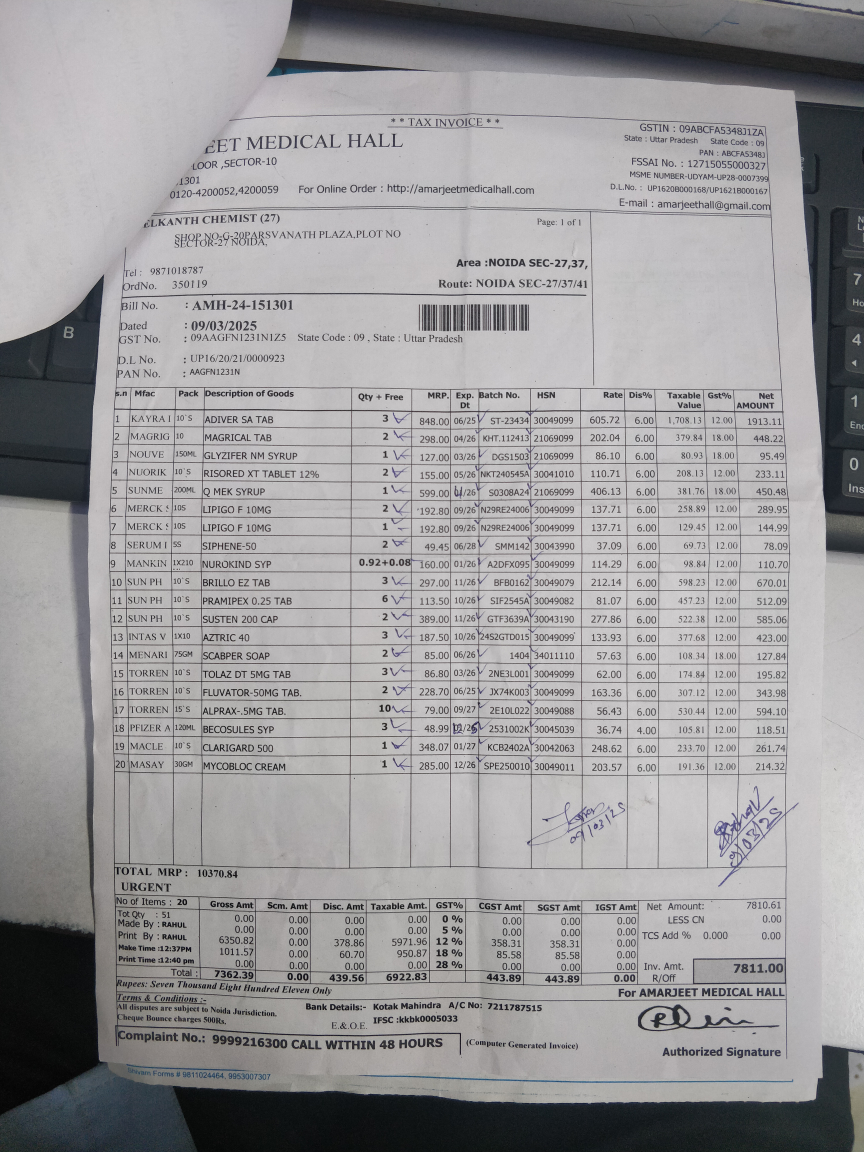 * * TAX INVOICE * *
EET MEDICAL HALL
LOOR ,SECTOR-10
1301
0120-4200052,4200059 For Online Order : http://amarjeetmedicalhall.com
GSTIN : 09ABCFA5348J1ZA
State : Uttar Pradesh State Code : 09
PAN : ABCFA5348J
FSSAI No. : 12715055000327
MSME NUMBER-UDYAM-UP28-0007399
D.L.No. : UP1620B000168/UP1621B000167
E-mail : amarjeethall@gmail.com
ELKANTH CHEMIST (27) Page: 1 of 1
SHOP NO-G-20PARSVANATH PLAZA,PLOT NO
SECTOR-27 NOIDA,
Area :NOIDA SEC-27,37,
Tel : 9871018787
OrdNo. 350119 Route: NOIDA SEC-27/37/41
Bill No. : AMH-24-151301
Dated : 09/03/2025
GST No. : 09AAGFN1231N1Z5 State Code : 09 , State : Uttar Pradesh
D.L No. : UP16/20/21/0000923
PAN No. : AAGFN1231N
s.n Mfac Pack Description of Goods Qty + Free MRP. Exp. Dt Batch No. HSN Rate Dis% Taxable Value Gst% Net AMOUNT
1 KAYRA I 10`S ADIVER SA TAB 3 848.00 06/25 ST-23434 30049099 605.72 6.00 1,708.13 12.00 1913.11
2 MAGRIG 10 MAGRICAL TAB 2 298.00 04/26 KHT.112413 21069099 202.04 6.00 379.84 18.00 448.22
3 NOUVE 150ML GLYZIFER NM SYRUP 1 127.00 03/26 DGS1503 21069099 86.10 6.00 80.93 18.00 95.49
4 NUORIK 10`S RISORED XT TABLET 12% 2 155.00 05/26 NKT240545A 30041010 110.71 6.00 208.13 12.00 233.11
5 SUNME 200ML Q MEK SYRUP 1 599.00 /26 S0308A24 21069099 406.13 6.00 381.76 18.00 450.48
6 MERCK S 10S LIPIGO F 10MG 2 192.80 09/26 N29RE24006 30049099 137.71 6.00 258.89 12.00 289.95
7 MERCK S 10S LIPIGO F 10MG 1 192.80 09/26 N29RE24006 30049099 137.71 6.00 129.45 12.00 144.99
8 SERUM I 5S SIPHENE-50 2 49.45 06/28 SMM142 30043990 37.09 6.00 69.73 12.00 78.09
9 MANKIN 1X210 NUROKIND SYP 0.92+0.08 160.00 01/26 A2DFX095 30049099 114.29 6.00 98.84 12.00 110.70
10 SUN PH 10`S BRILLO EZ TAB 3 297.00 11/26 BFB0162 30049079 212.14 6.00 598.23 12.00 670.01
11 SUN PH 10`S PRAMIPEX 0.25 TAB 6 113.50 10/26 SIF2545A 30049082 81.07 6.00 457.23 12.00 512.09
12 SUN PH 10`S SUSTEN 200 CAP 2 389.00 11/26 GTF3639A 30043190 277.86 6.00 522.38 12.00 585.06
13 INTAS V 1X10 AZTRIC 40 3 187.50 10/26 24S2GTD015 30049099 133.93 6.00 377.68 12.00 423.00
14 MENARI 75GM SCABPER SOAP 2 85.00 06/26 1404 34011110 57.63 6.00 108.34 18.00 127.84
15 TORREN 10`S TOLAZ DT 5MG TAB 3 86.80 03/26 2NE3L001 30049099 62.00 6.00 174.84 12.00 195.82
16 TORREN 10`S FLUVATOR-50MG TAB. 2 228.70 06/25 JX74K003 30049099 163.36 6.00 307.12 12.00 343.98
17 TORREN 15`S ALPRAX-.5MG TAB. 10 79.00 09/27 2E10L022 30049088 56.43 6.00 530.44 12.00 594.10
18 PFIZER A 120ML BECOSULES SYP 3 48.99 2531002K 30045039 36.74 4.00 105.81 12.00 118.51
19 MACLE 10`S CLARIGARD 500 1 348.07 01/27 KCB2402A 30042063 248.62 6.00 233.70 12.00 261.74
20 MASAY 30GM MYCOBLOC CREAM 1 285.00 12/26 SPE250010 30049011 203.57 6.00 191.36 12.00 214.32
09/03/25
9/03/25
TOTAL MRP : 10370.84
URGENT
No of Items : 20 Gross Amt Scm. Amt Disc. Amt Taxable Amt. GST% CGST Amt SGST Amt IGST Amt Net Amount: 7810.61
Tot Qty : 51 0.00 0.00 0.00 0.00 0 % 0.00 0.00 0.00 LESS CN 0.00
Made By : RAHUL 0.00 0.00 0.00 0.00 5 % 0.00 0.00 0.00 TCS Add % 0.000 0.00
Print By : RAHUL 6350.82 0.00 378.86 5971.96 12 % 358.31 358.31 0.00
Make Time :12:37PM 1011.57 0.00 60.70 950.87 18 % 85.58 85.58 0.00
Print Time :12:40 pm 0.00 0.00 0.00 0.00 28 % 0.00 0.00 0.00 Inv. Amt. 7811.00
Total : 7362.39 0.00 439.56 6922.83 443.89 443.89 0.00 R/Off
Rupees: Seven Thousand Eight Hundred Eleven Only
For AMARJEET MEDICAL HALL
Terms & Conditions :-
All disputes are subject to Noida Jurisdiction.
Cheque Bounce charges 500Rs.
Bank Details:- Kotak Mahindra A/C No: 7211787515
E.& O.E. IFSC :kkbk0005033
Complaint No.: 9999216300 CALL WITHIN 48 HOURS (Computer Generated Invoice)
Authorized Signature
Shivam Forms # 9811024464, 9953007307
B
7
Ho
4
1
En
0
Ins